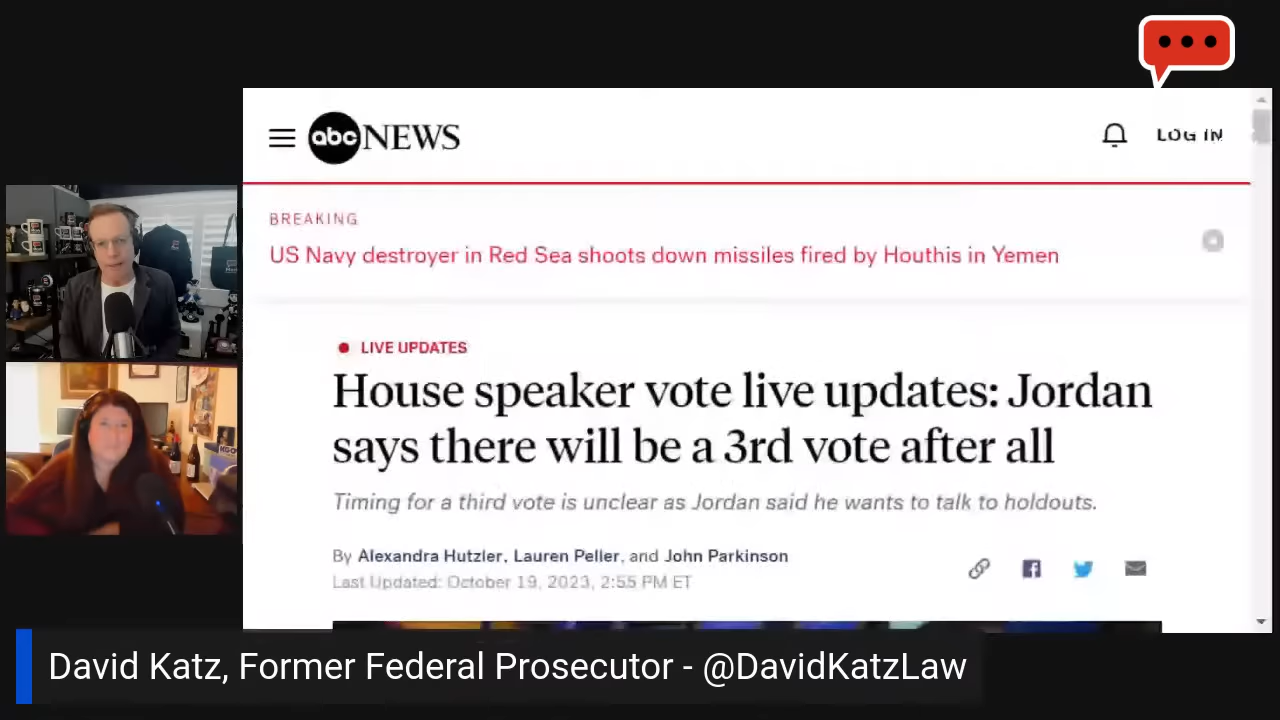 abc NEWS
LOG IN
BREAKING
US Navy destroyer in Red Sea shoots down missiles fired by Houthis in Yemen
LIVE UPDATES
House speaker vote live updates: Jordan
says there will be a 3rd vote after all
Timing for a third vote is unclear as Jordan said he wants to talk to holdouts.
By Alexandra Hutzler, Lauren Peller, and John Parkinson
Last Updated: October 19, 2023, 2:55 PM ET
David Katz, Former Federal Prosecutor - @DavidKatzLaw